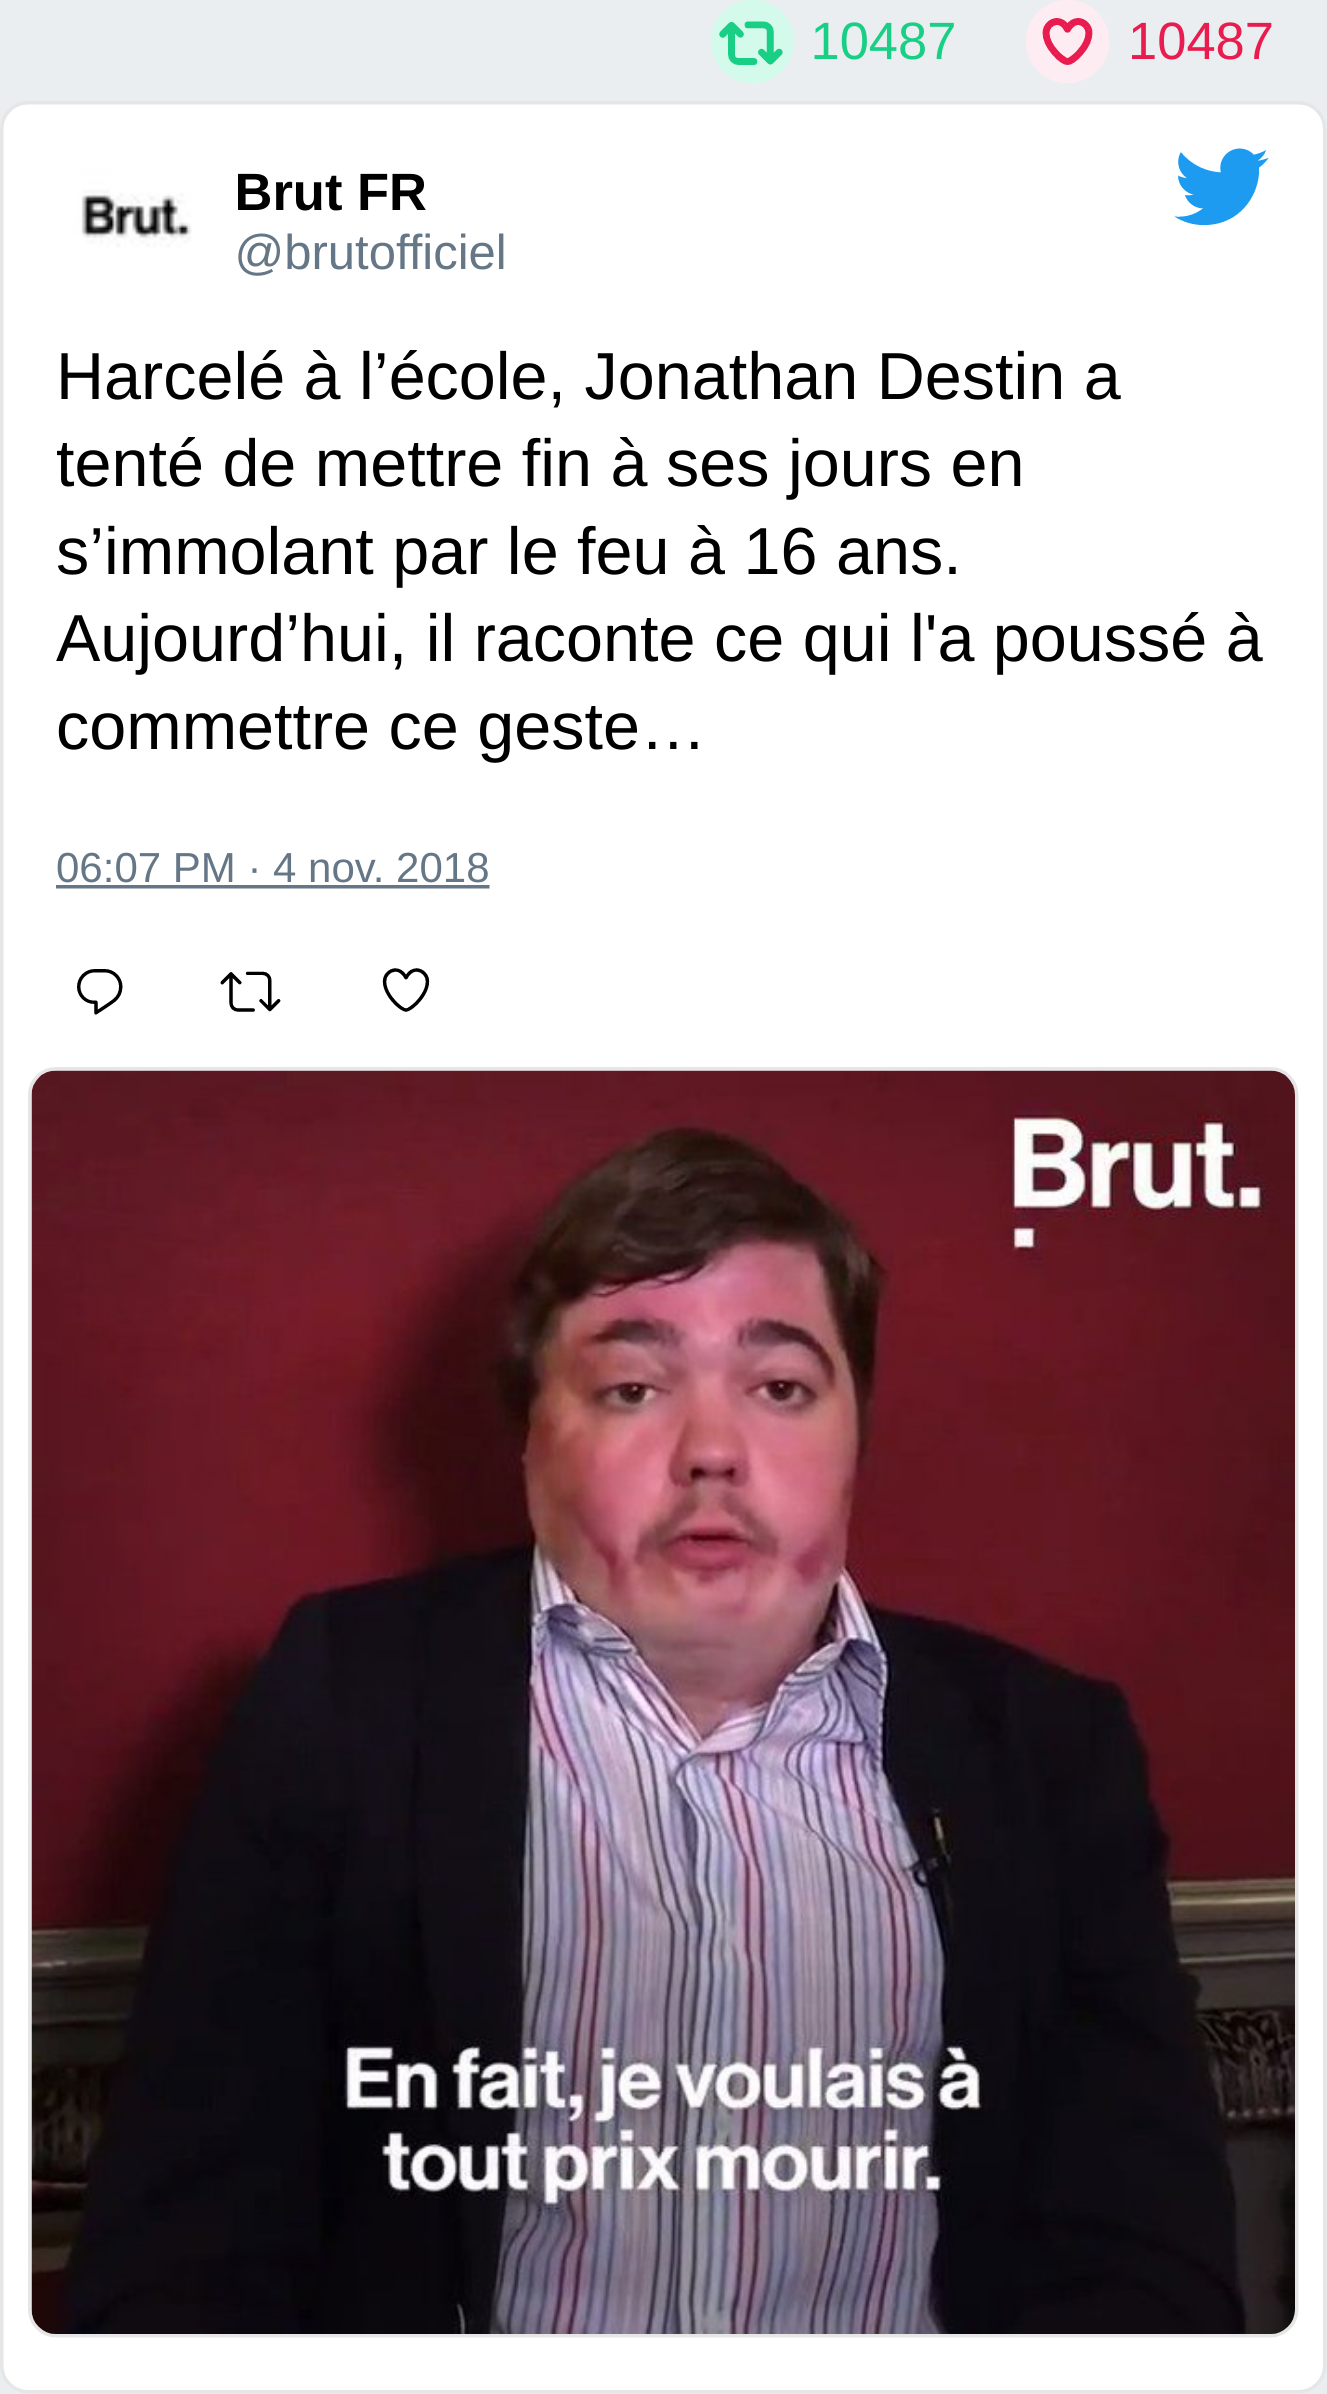 10487 10487
Brut.
Brut FR
@brutofficiel
Harcelé à l’école, Jonathan Destin a
tenté de mettre fin à ses jours en
s’immolant par le feu à 16 ans.
Aujourd’hui, il raconte ce qui l'a poussé à
commettre ce geste…
06:07 PM · 4 nov. 2018
Brut.
En fait, je voulais à
tout prix mourir.